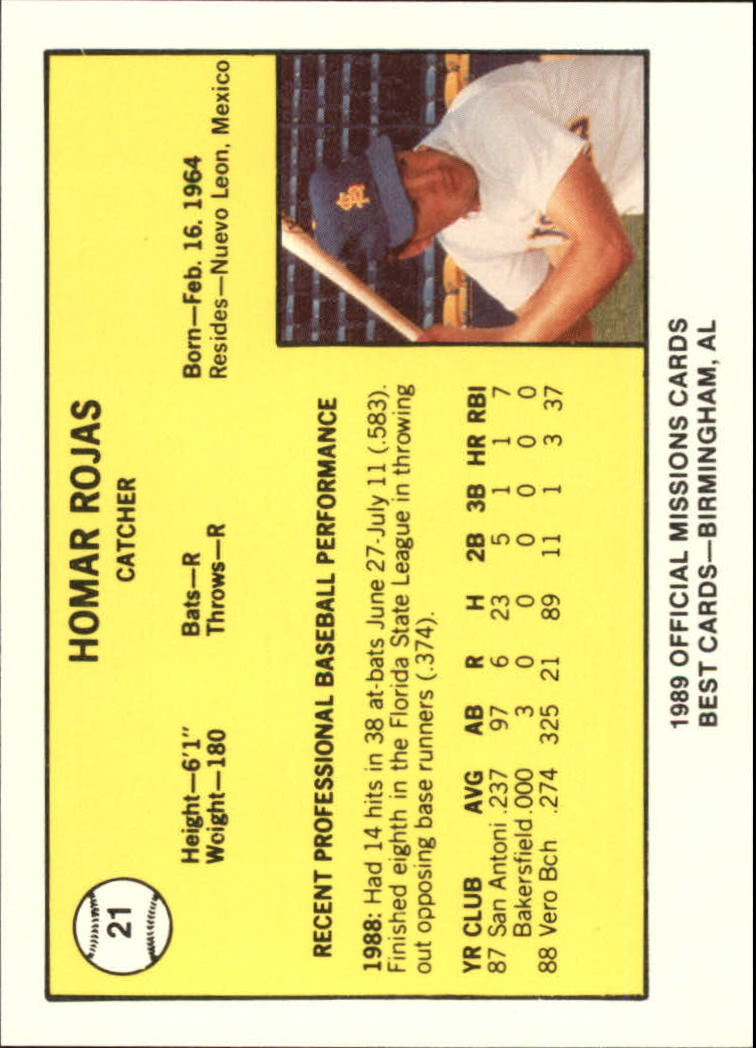 21
HOMAR ROJAS
CATCHER
Height—6'1" Bats—R Born—Feb. 16. 1964
Weight—180 Throws—R Resides—Nuevo Leon, Mexico
RECENT PROFESSIONAL BASEBALL PERFORMANCE
1988: Had 14 hits in 38 at-bats June 27-July 11 (.583).
Finished eighth in the Florida State League in throwing
out opposing base runners (.374).
YR CLUB AVG AB R H 2B 3B HR RBI
87 San Antoni .237 97 6 23 5 1 1 7
Bakersfield .000 3 0 0 0 0 0 0
88 Vero Bch .274 325 21 89 11 1 3 37
1989 OFFICIAL MISSIONS CARDS
BEST CARDS—BIRMINGHAM, AL